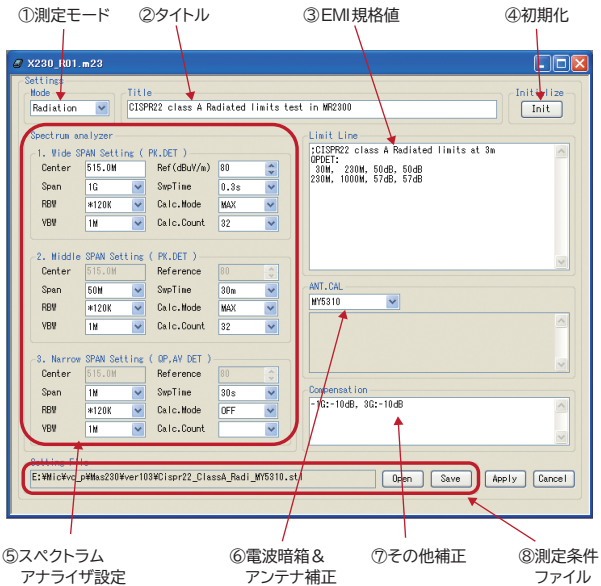 ①測定モード ②タイトル ③EMI規格値 ④初期化
X230_R01.m23
Settings
Mode Title Initialize
Radiation CISPR22 class A Radiated limits test in MR2300 Init
Spectrum analyzer Limit Line
1. Wide SPAN Setting ( PK.DET ) ;CISPR22 class A Radiated limits at 3m
QPDET:
Center 515.0M Ref(dBuV/m) 80 30M, 230M, 50dB, 50dB
230M, 1000M, 57dB, 57dB
Span 1G SwpTime 0.3s
RBW *120K Calc.Mode MAX
VBW 1M Calc.Count 32
2. Middle SPAN Setting ( PK.DET )
Center 515.0M Reference 80
ANT.CAL
Span 50M SwpTime 30m MY5310
RBW *120K Calc.Mode MAX
VBW 1M Calc.Count 32
3. Narrow SPAN Setting ( QP,AV DET )
Center 515.0M Reference 80
Span 1M SwpTime 30s Compensation
RBW *120K Calc.Mode OFF -1G:-10dB, 3G:-10dB
VBW 1M Calc.Count
Setting File
E:¥Mic¥vc_p¥Mas230¥ver103¥Cispr22_ClassA_Radi_MY5310.stl Open Save Apply Cancel
⑤スペクトラム ⑥電波暗箱& ⑦その他補正 ⑧測定条件
アナライザ設定 アンテナ補正 ファイル